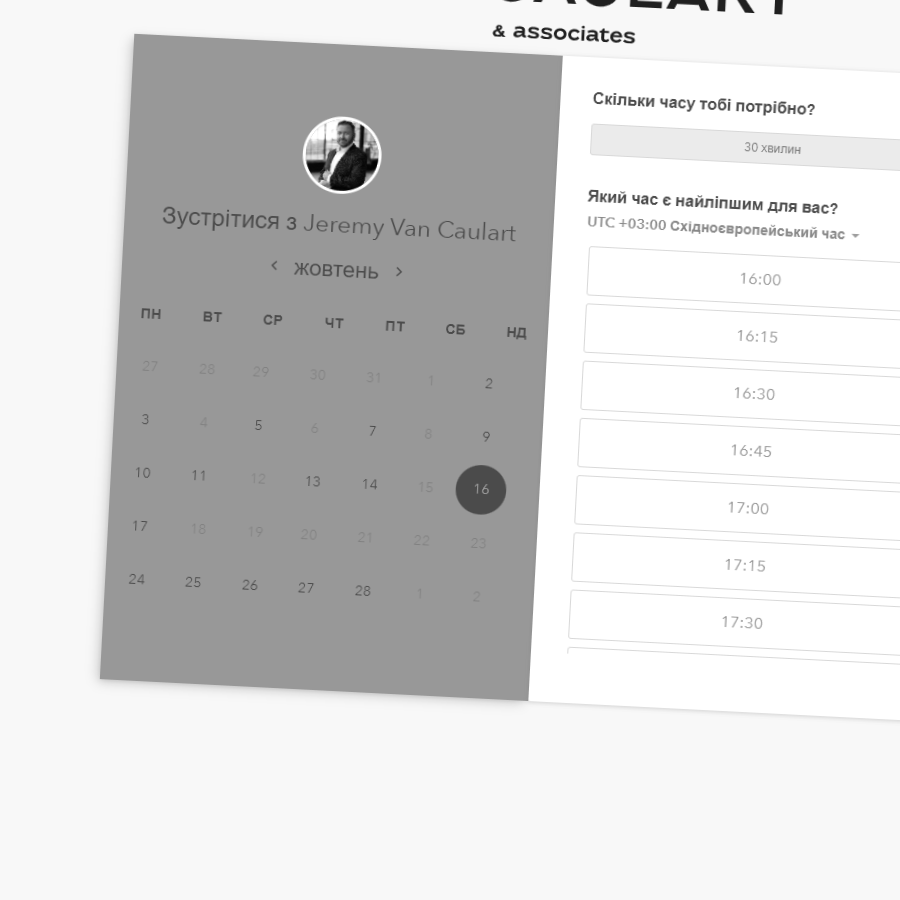 & associates
Зустрітися з Jeremy Van Caulart
жовтень
ПН ВТ СР ЧТ ПТ СБ НД
27 28 29 30 31 1 2
3 4 5 6 7 8 9
10 11 12 13 14 15 16
17 18 19 20 21 22 23
24 25 26 27 28 1 2
Скільки часу тобі потрібно?
30 хвилин
Який час є найліпшим для вас?
UTC +03:00 Східноєвропейський час
16:00
16:15
16:30
16:45
17:00
17:15
17:30